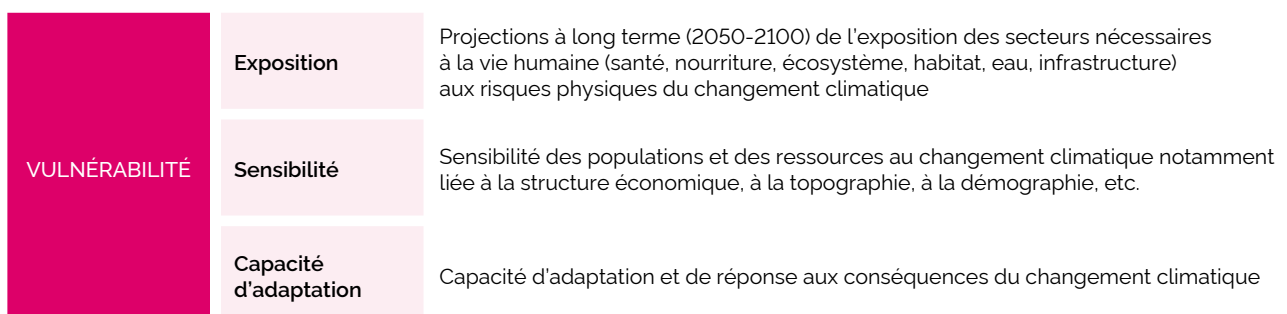 VULNÉRABILITÉ
Exposition
Projections à long terme (2050-2100) de l'exposition des secteurs nécessaires
à la vie humaine (santé, nourriture, écosystème, habitat, eau, infrastructure)
aux risques physiques du changement climatique
Sensibilité
Sensibilité des populations et des ressources au changement climatique notamment
liée à la structure économique, à la topographie, à la démographie, etc.
Capacité
d'adaptation
Capacité d'adaptation et de réponse aux conséquences du changement climatique